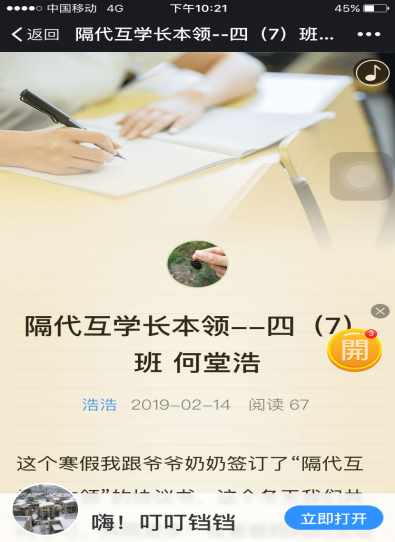 中国移动 4G 下午10:21 45%
返回 隔代互学长本领--四（7）班...
隔代互学长本领--四（7）
班 何堂浩
開 3
浩浩 2019-02-14 阅读 67
这个寒假我跟爷爷奶奶签订了“隔代互
嗨！叮叮铛铛
立即打开